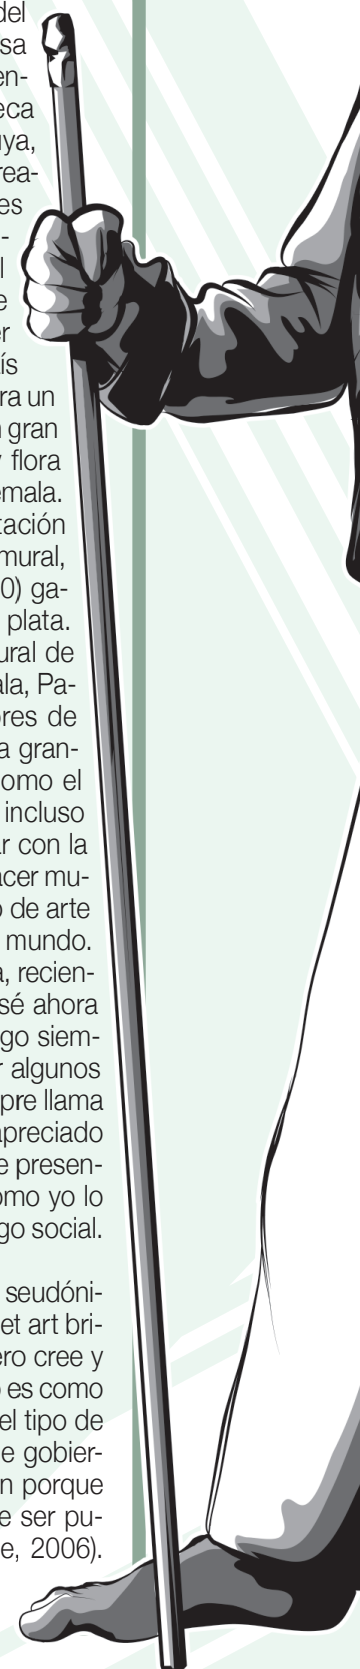 del
sa
en-
eca
uya,
rea-
es
-
l
e
er
aís
ra un
n gran
y flora
emala.
tación
mural,
0) ga-
plata.
ural de
ala, Pa-
ores de
a gran-
omo el
incluso
ar con la
acer mu-
o de arte
mundo.
a, recien-
sé ahora
go siem-
r algunos
pre llama
apreciado
e presen-
omo yo lo
go social.
seudóni-
et art bri-
ero cree y
o es como
el tipo de
e gobier-
n porque
e ser pu-
e, 2006).